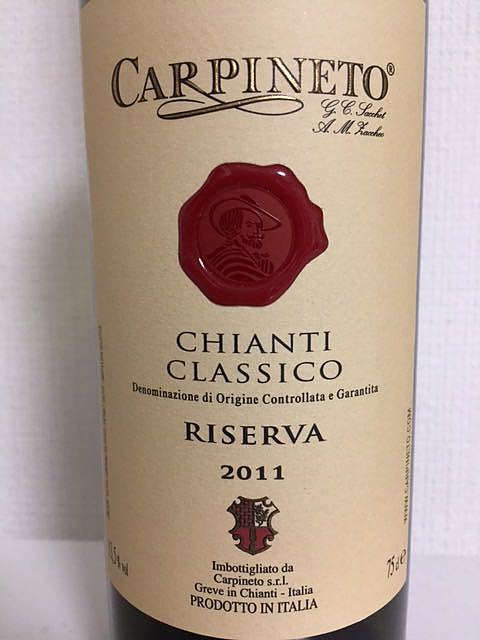 CARPINETO®
G. C. Sacchet
A. M. Zaccheo
CHIANTI
CLASSICO
Denominazione di Origine Controllata e Garantita
RISERVA
2011
Imbottigliato da
Carpineto s.r.l.
Greve in Chianti - Italia
PRODOTTO IN ITALIA
75 cl e
WWW.CARPINETO.COM